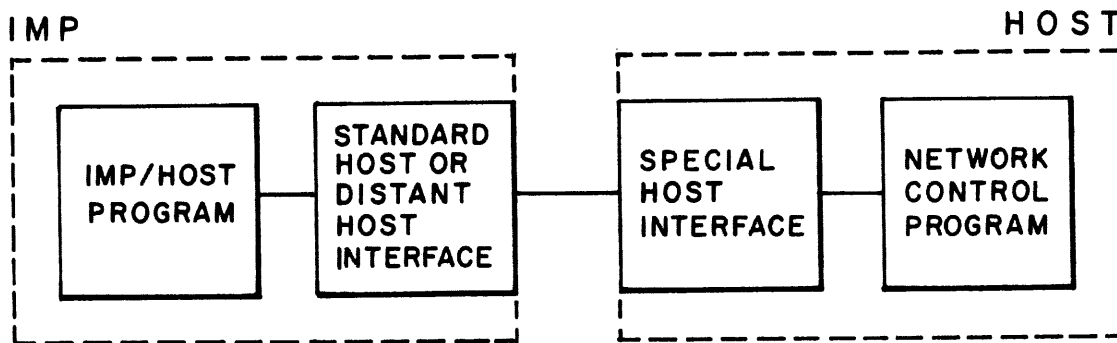 IMP
HOST
IMP/HOST
PROGRAM
STANDARD
HOST OR
DISTANT
HOST
INTERFACE
SPECIAL
HOST
INTERFACE
NETWORK
CONTROL
PROGRAM